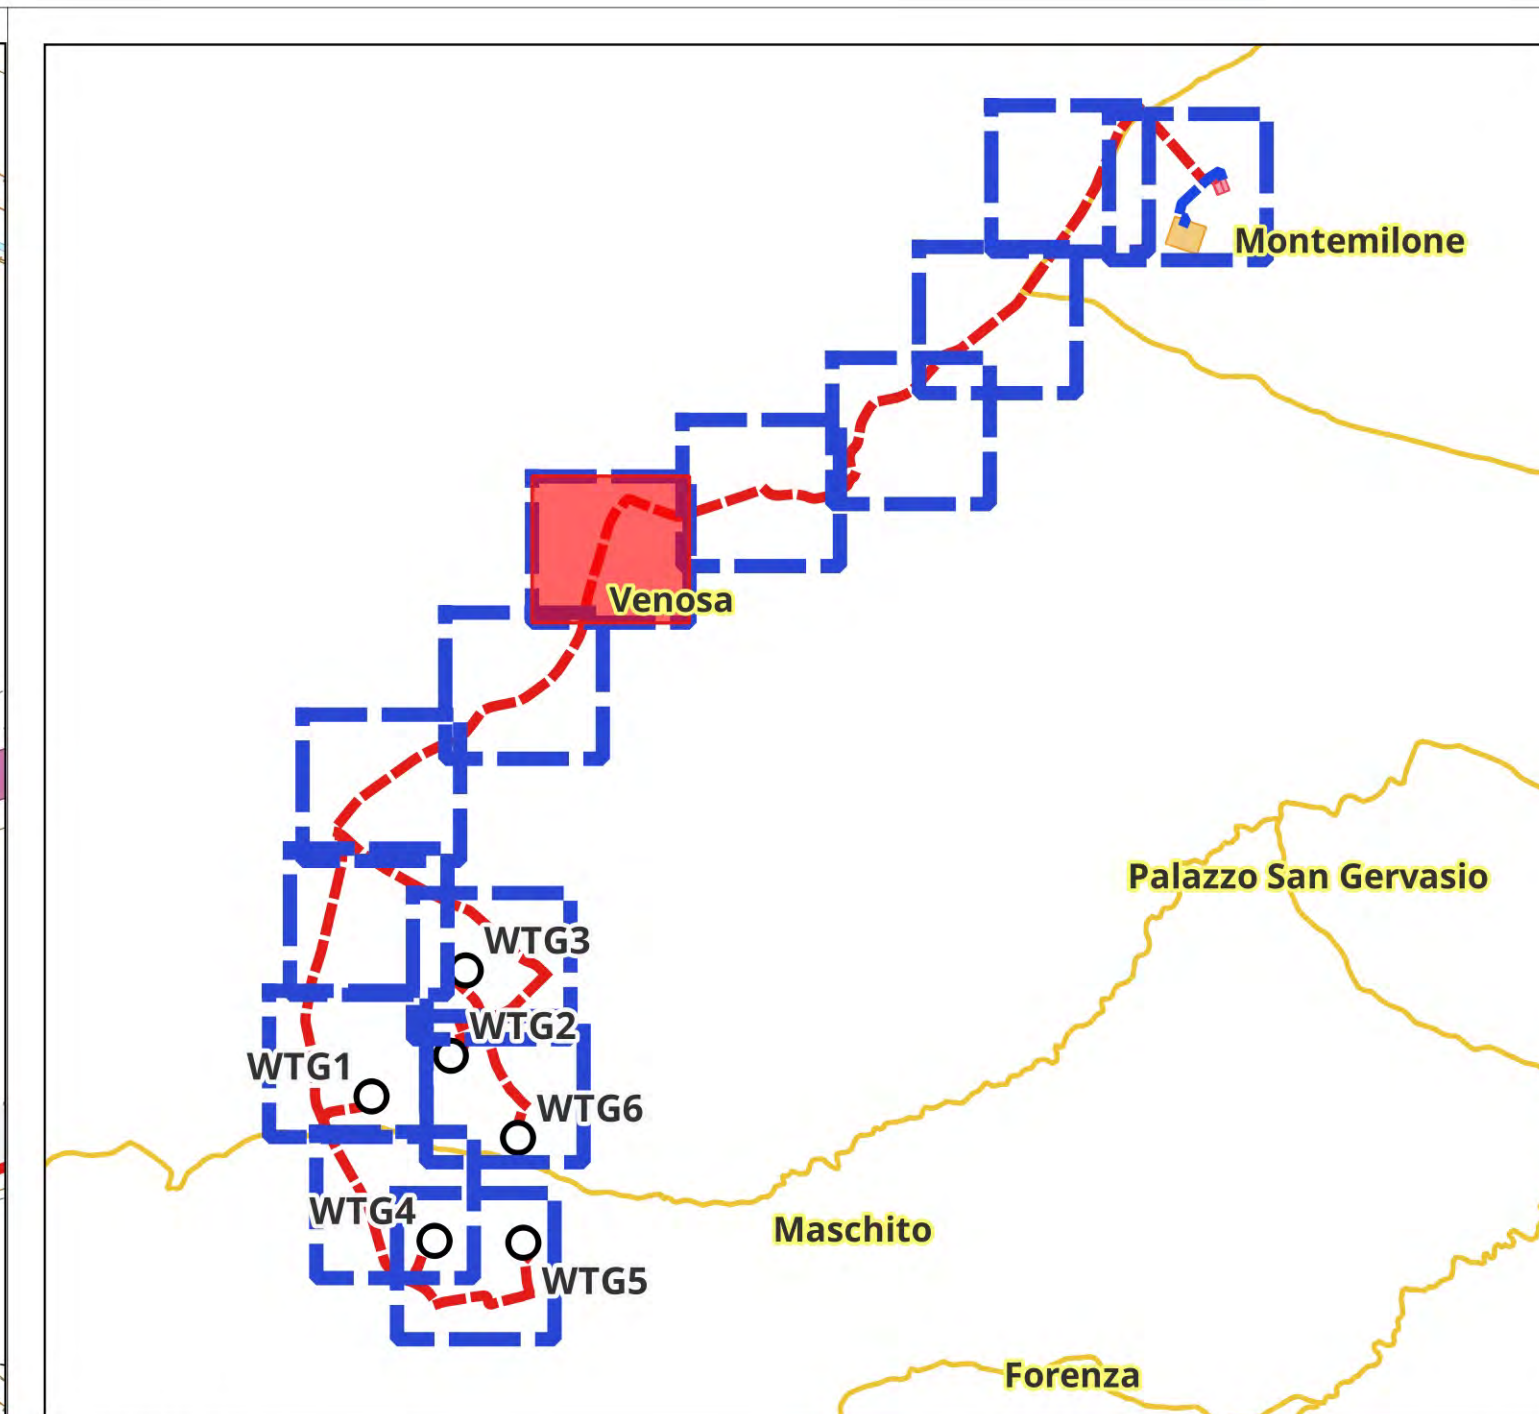 Montemilone
Venosa
Palazzo San Gervasio
WTG3
WTG2
WTG1
WTG6
WTG4
Maschito
WTG5
Forenza